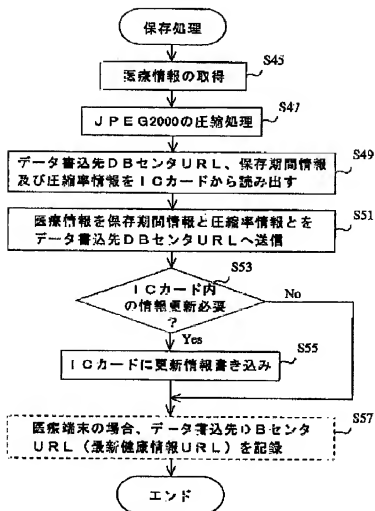 保存処理
S45
医療情報の取得
S47
JPEG2000の圧縮処理
S49
データ書込先DBセンタURL、保存期間情報
及び圧縮率情報をICカードから読み出す
S51
医療情報を保存期間情報と圧縮率情報とを
データ書込先DBセンタURLへ送信
S53
ICカード内
の情報更新必要
?
No
Yes
S55
ICカードに更新情報書き込み
S57
医療端末の場合、データ書込先DBセンタ
URL(最新健康情報URL)を記録
エンド